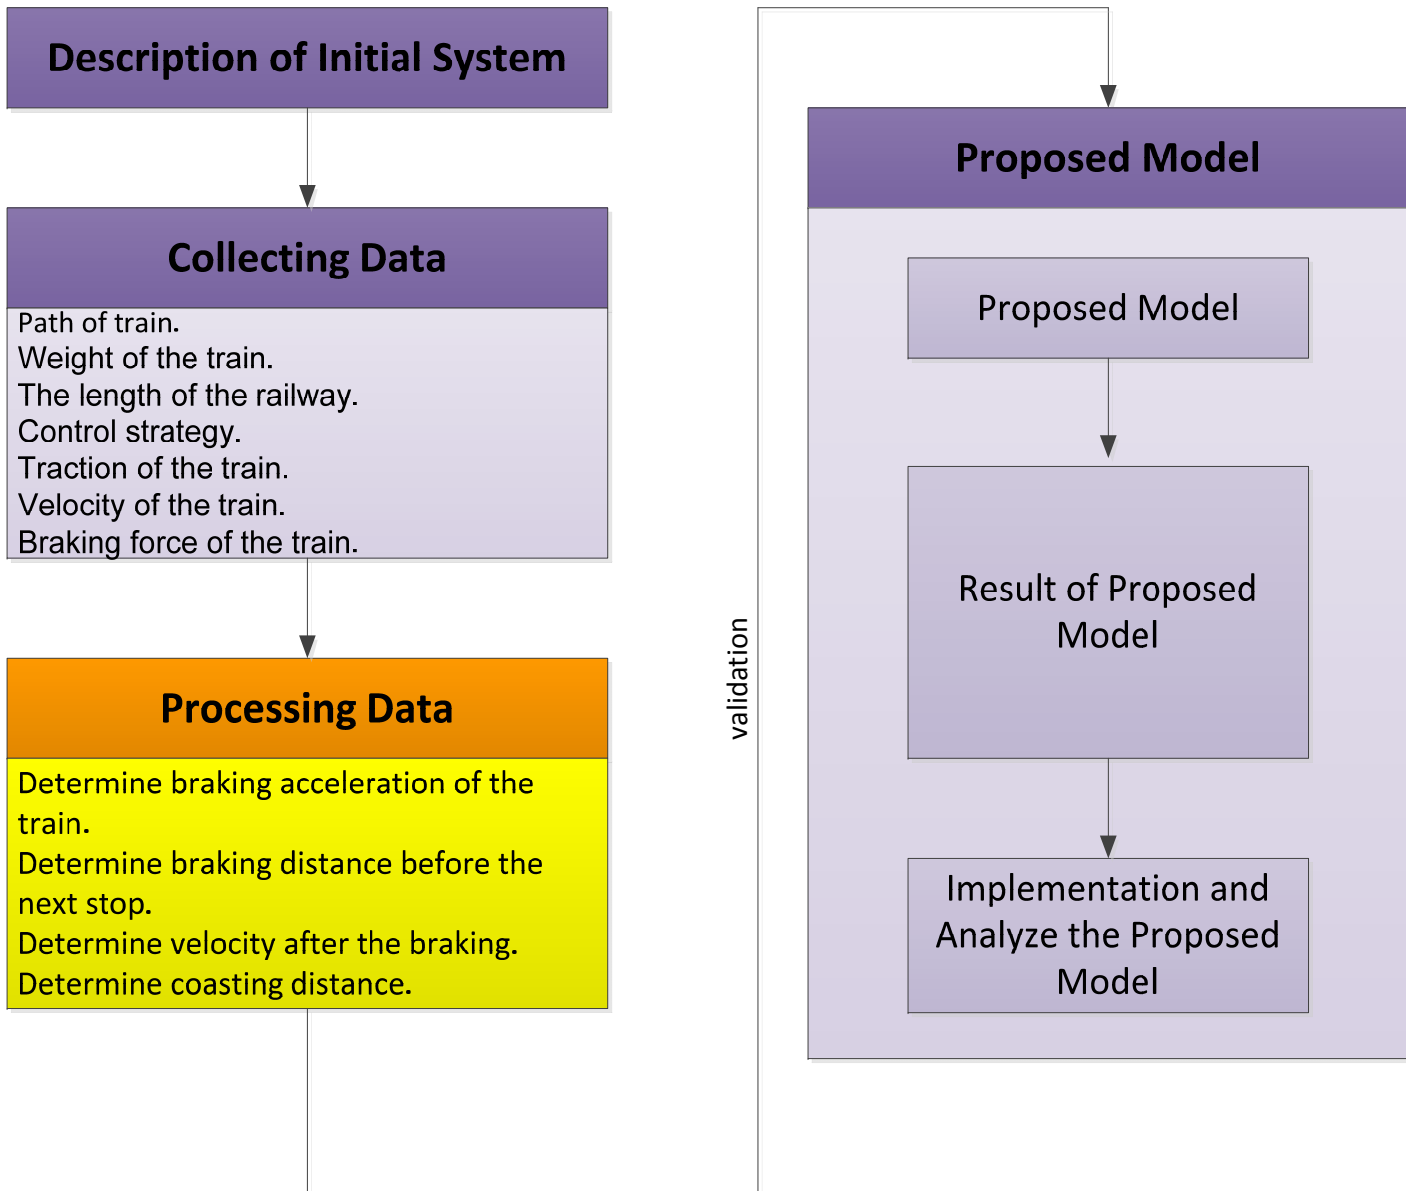 Description of Initial System
Collecting Data
Path of train.
Weight of the train.
The length of the railway.
Control strategy.
Traction of the train.
Velocity of the train.
Braking force of the train.
Processing Data
Determine braking acceleration of the
train.
Determine braking distance before the
next stop.
Determine velocity after the braking.
Determine coasting distance.
validation
Proposed Model
Proposed Model
Result of Proposed
Model
Implementation and
Analyze the Proposed
Model